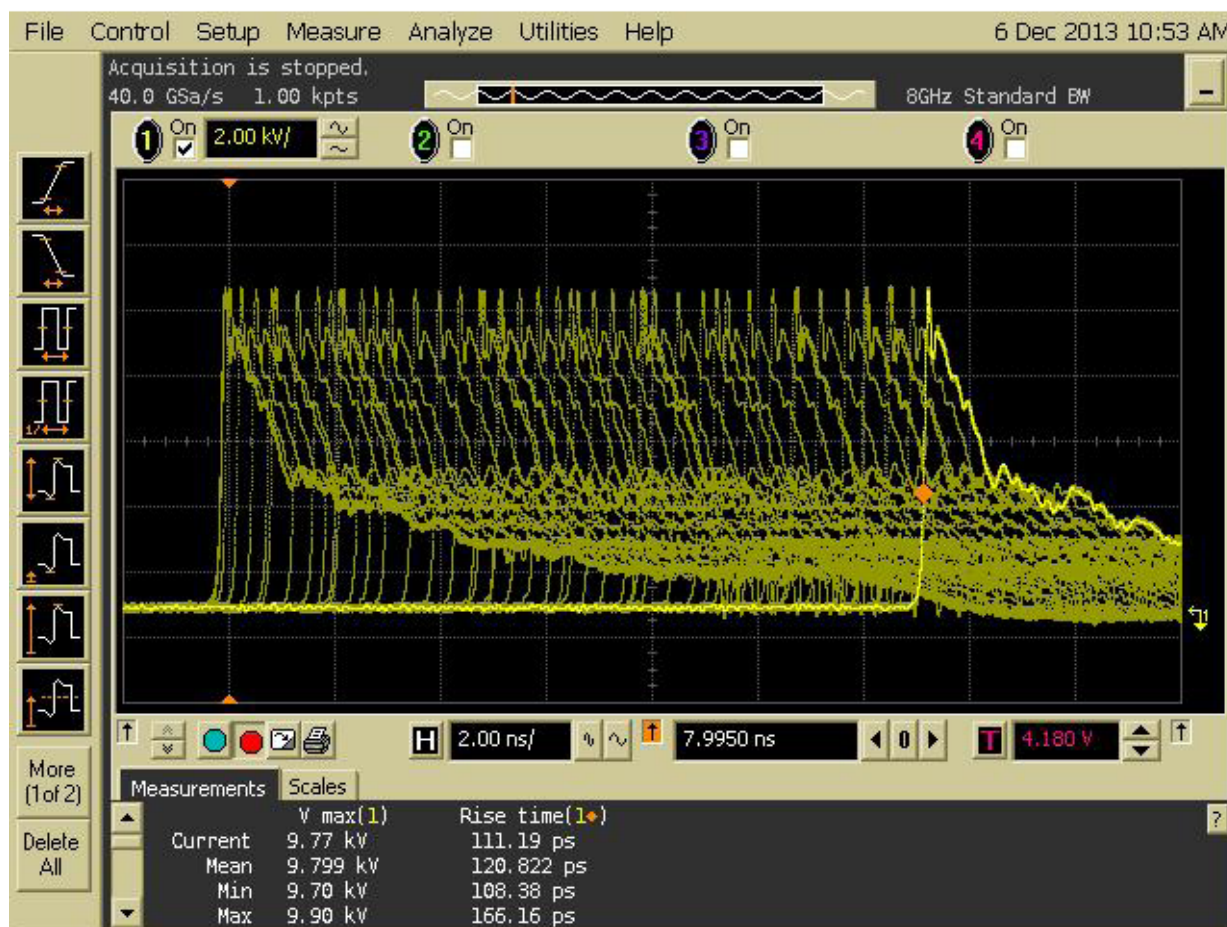 File Control Setup Measure Analyze Utilities Help 6 Dec 2013 10:53 AM
Acquisition is stopped.
40.0 GSa/s 1.00 kpts 8GHz Standard BW
1 On 2.00 kV/ 2 On 3 On 4 On
H 2.00 ns/ 7.9950 ns 0 T 4.180 V
More
(1of 2)
Delete
All
Measurements Scales
V max(1) Rise time(1)
Current 9.77 kV 111.19 ps
Mean 9.799 kV 120.822 ps
Min 9.70 kV 108.38 ps
Max 9.90 kV 166.16 ps
?